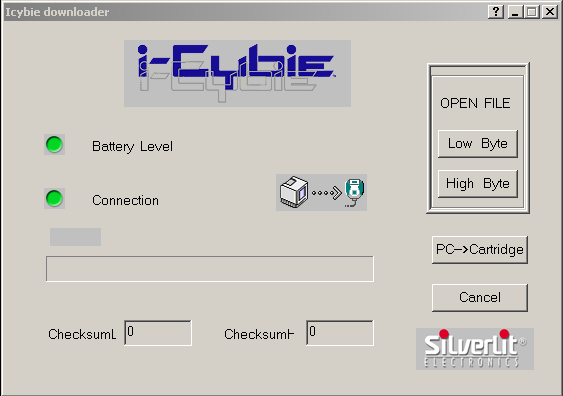 Icybie downloader
i-Cybie
OPEN FILE
Low Byte
Battery Level
High Byte
Connection
PC->Cartridge
Cancel
ChecksumL 0
ChecksumH 0
SilverLit®
ELECTRONICS